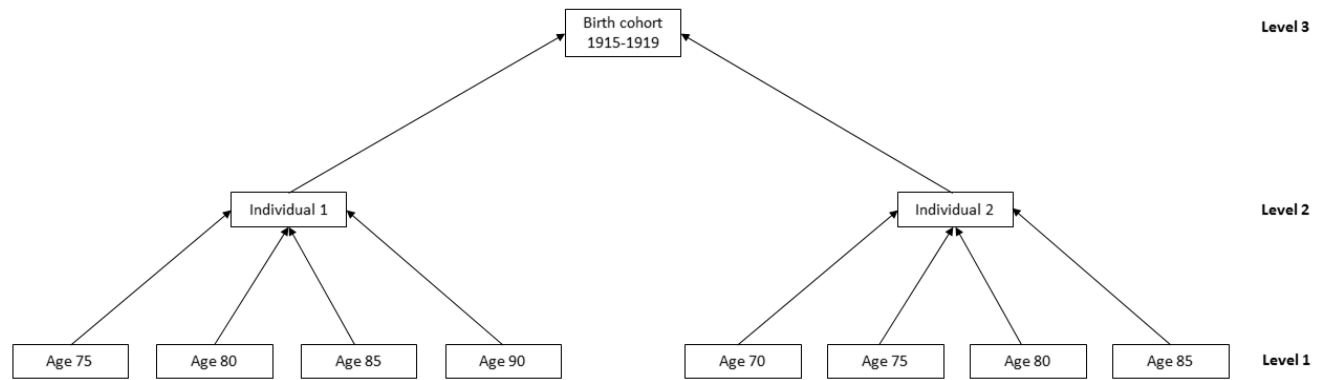 Birth cohort
1915-1919
Level 3
Individual 1
Individual 2
Level 2
Age 75
Age 80
Age 85
Age 90
Age 70
Age 75
Age 80
Age 85
Level 1